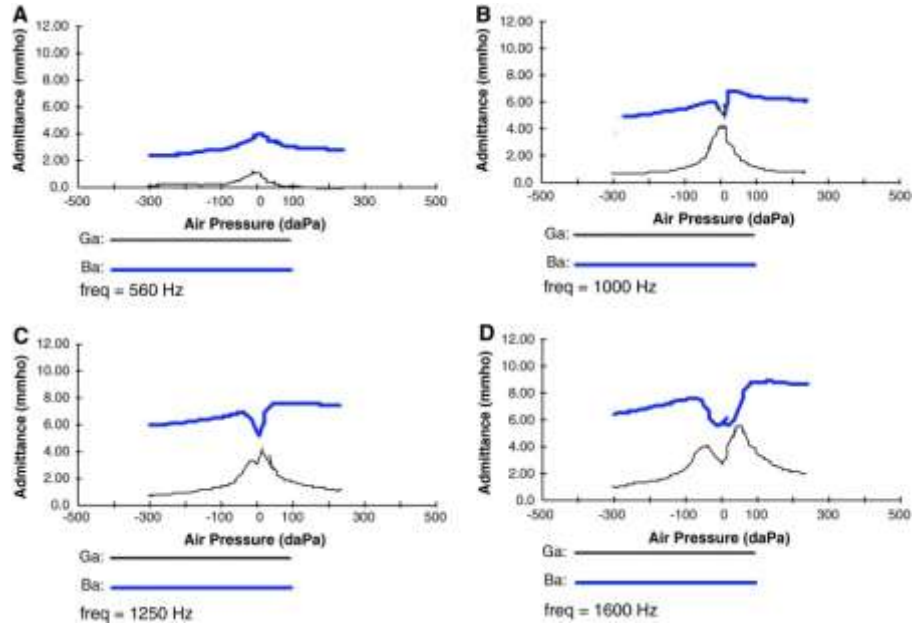 A
Admittance (mmho)
12.00
10.00
8.00
6.00
4.00
2.00
0.0
-500 -300 -100 0 100 300 500
Air Pressure (daPa)
Ga:
Ba:
freq = 560 Hz
B
Admittance (mmho)
12.00
10.00
8.00
6.00
4.00
2.00
0.0
-500 -300 -100 0 100 300 500
Air Pressure (daPa)
Ga:
Ba:
freq = 1000 Hz
C
Admittance (mmho)
12.00
10.00
8.00
6.00
4.00
2.00
0.0
-500 -300 -100 0 100 300 500
Air Pressure (daPa)
Ga:
Ba:
freq = 1250 Hz
D
Admittance (mmho)
12.00
10.00
8.00
6.00
4.00
2.00
0.0
-500 -300 -100 0 100 300 500
Air Pressure (daPa)
Ga:
Ba:
freq = 1600 Hz